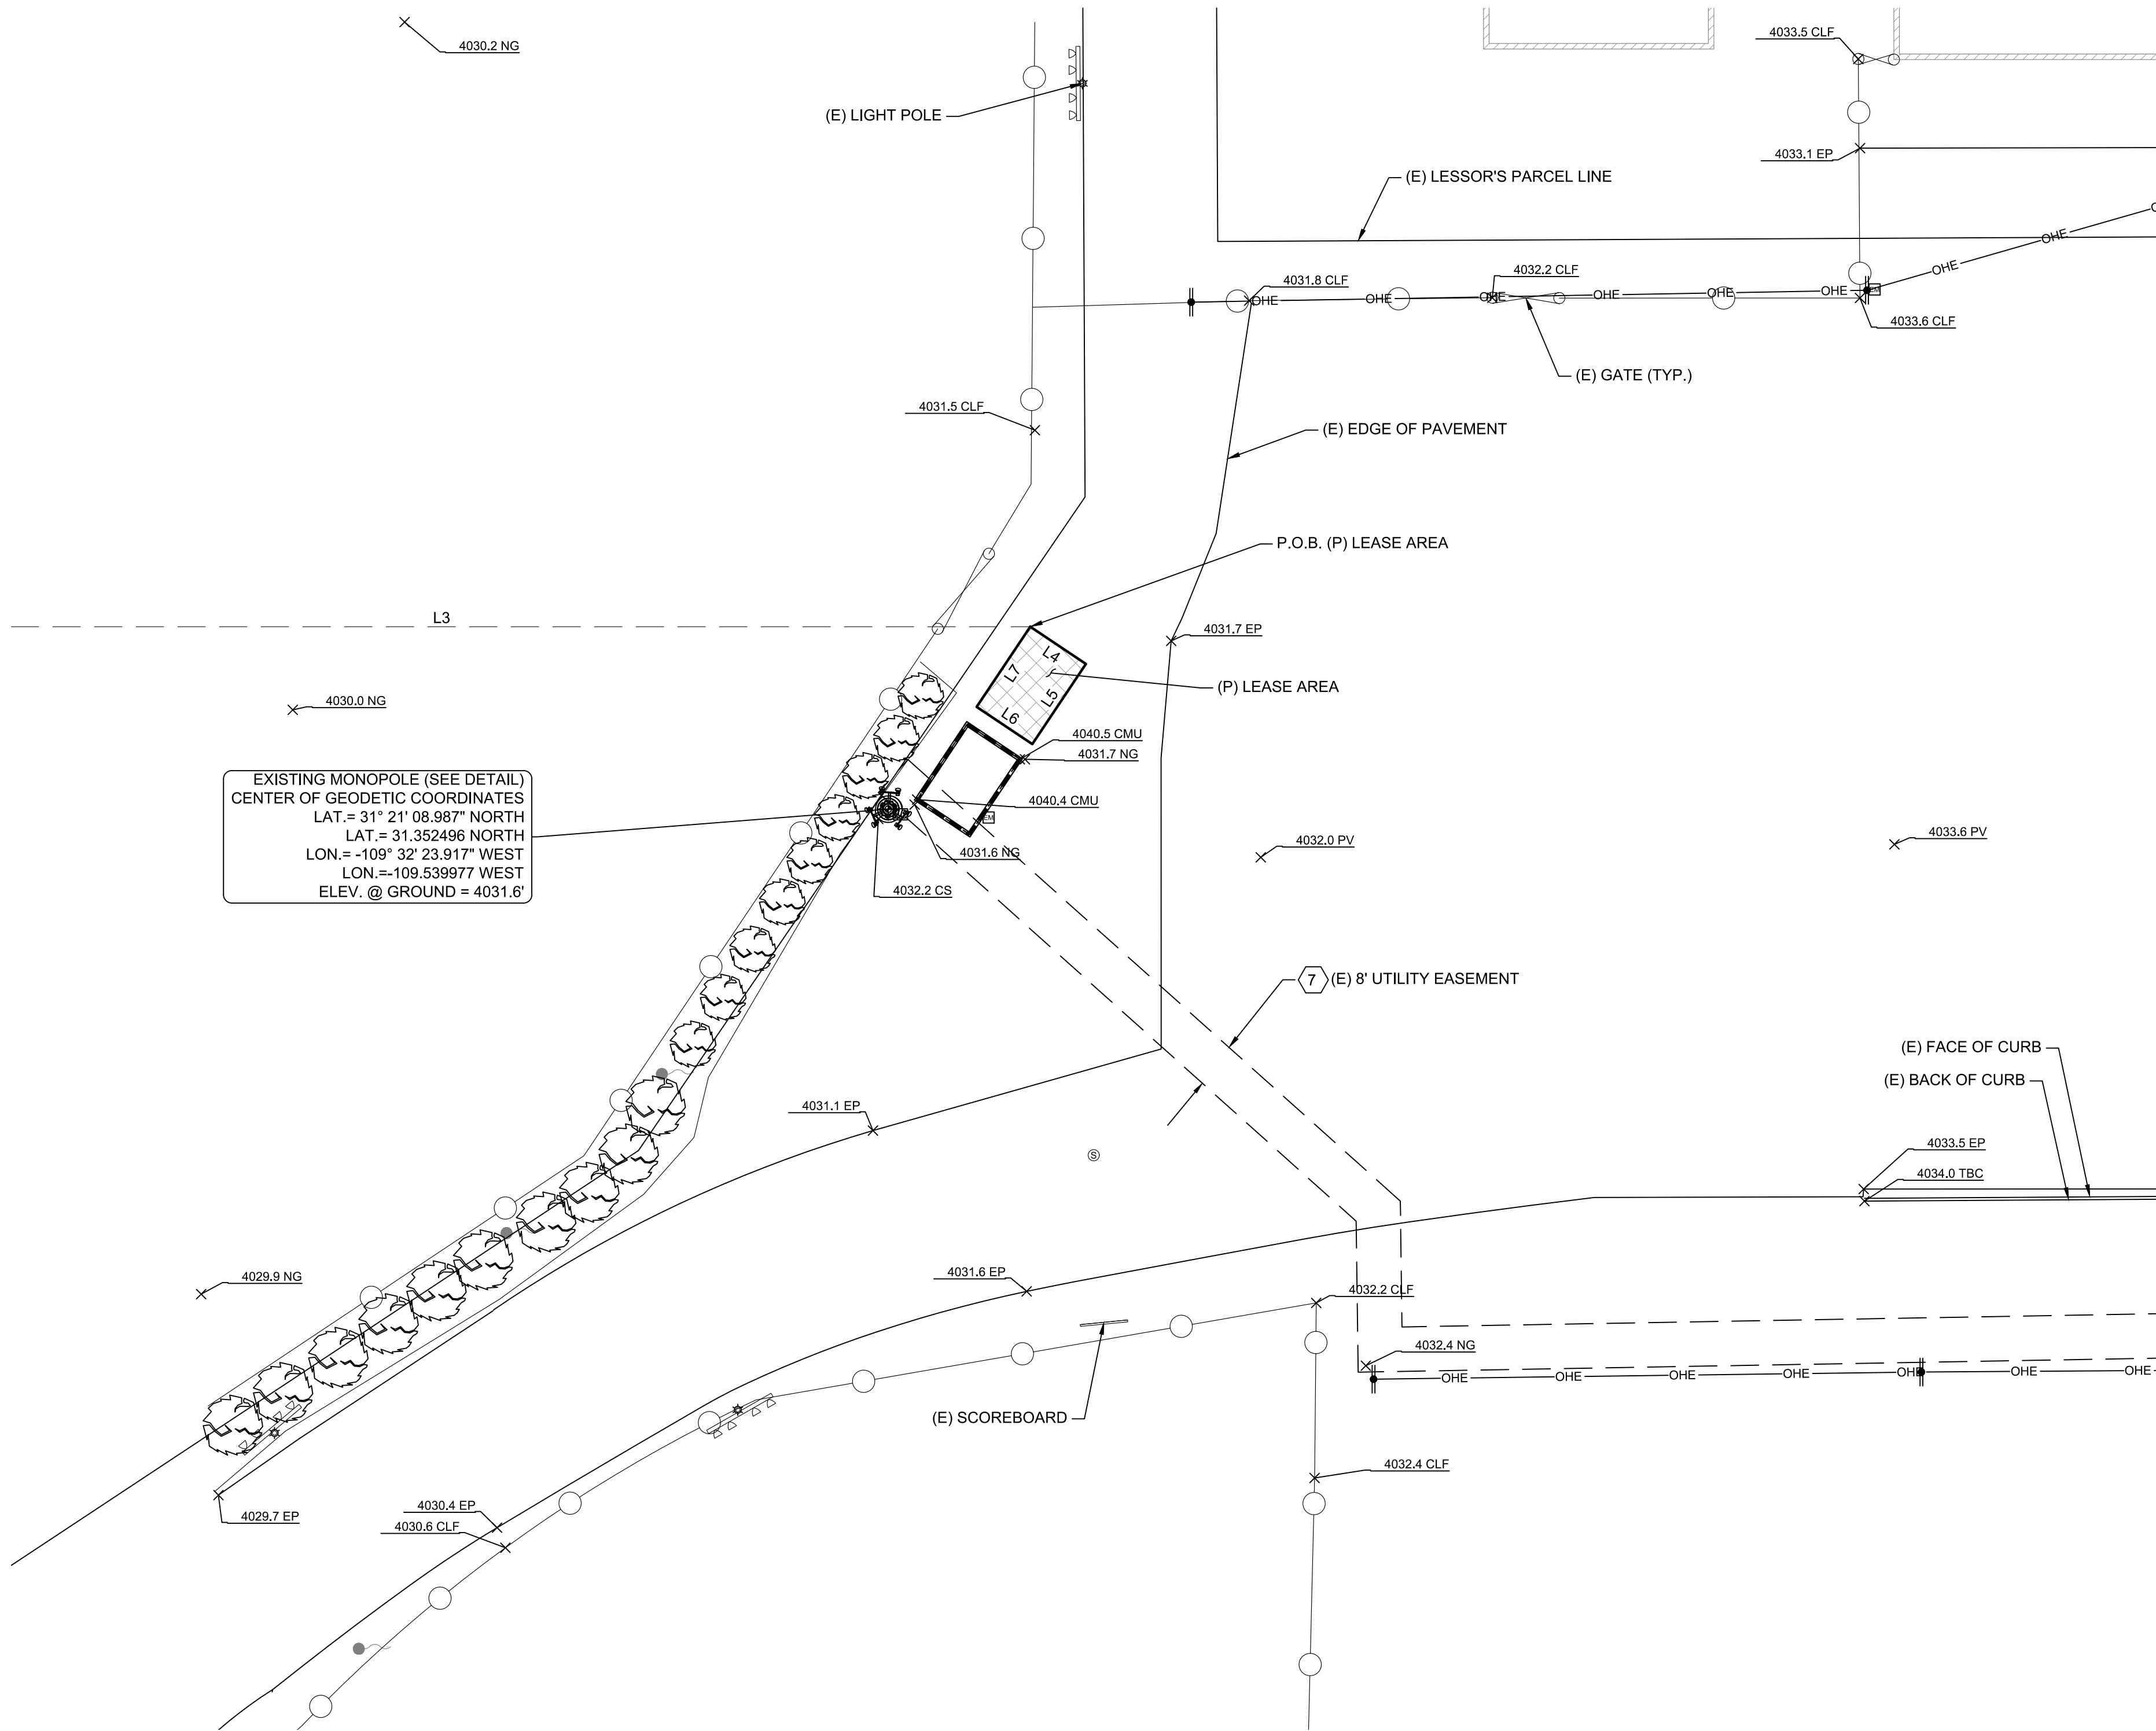 4030.2 NG
4033.5 CLF
(E) LIGHT POLE
4033.1 EP
(E) LESSOR'S PARCEL LINE
OHE
OHE
4031.8 CLF
4032.2 CLF
OHE
OHE
OHE
OHE
OHE
OHE
EM
4033.6 CLF
(E) GATE (TYP.)
4031.5 CLF
(E) EDGE OF PAVEMENT
P.O.B. (P) LEASE AREA
L3
4031.7 EP
L4
L7
L5
L6
(P) LEASE AREA
4030.0 NG
4040.5 CMU
4031.7 NG
4040.4 CMU
EM
EXISTING MONOPOLE (SEE DETAIL)
CENTER OF GEODETIC COORDINATES
LAT.= 31° 21' 08.987" NORTH
LAT.= 31.352496 NORTH
LON.= -109° 32' 23.917" WEST
LON.=-109.539977 WEST
ELEV. @ GROUND = 4031.6'
4031.6 NG
4032.2 CS
4032.0 PV
4033.6 PV
7 (E) 8' UTILITY EASEMENT
(E) FACE OF CURB
(E) BACK OF CURB
4031.1 EP
S
4033.5 EP
4034.0 TBC
4029.9 NG
4031.6 EP
4032.2 CLF
4032.4 NG
OHE
OHE
OHE
OHE
OHE
OHE
OHE
(E) SCOREBOARD
4032.4 CLF
4029.7 EP
4030.4 EP
4030.6 CLF